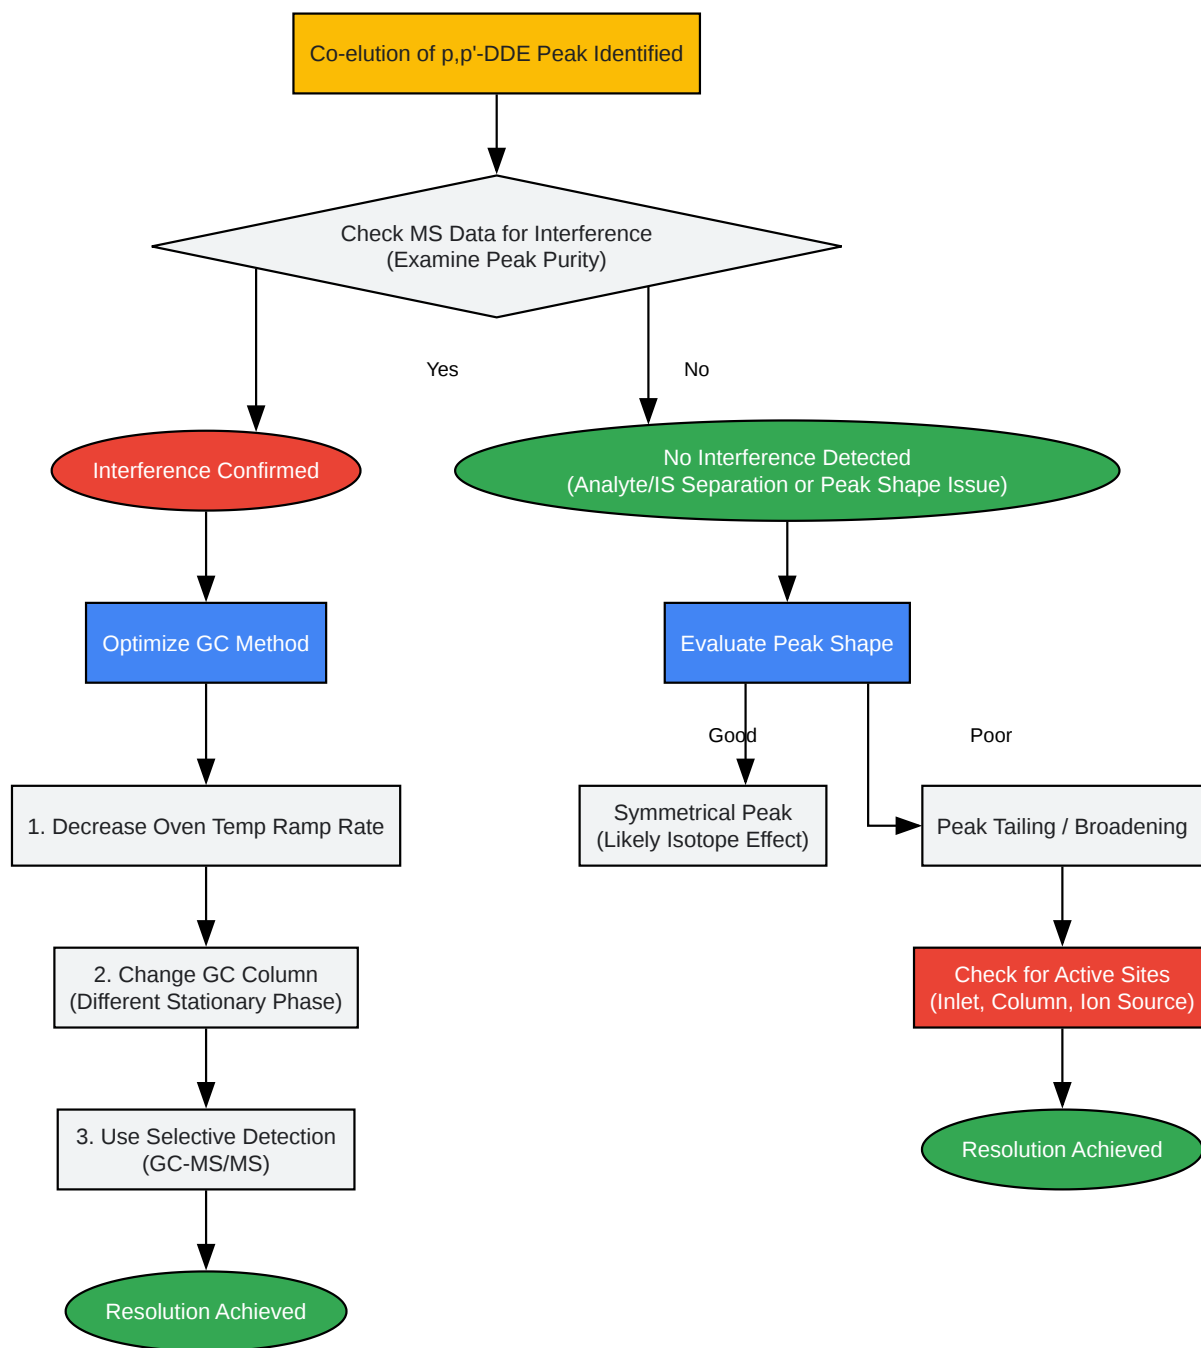 Co-elution of p,p'-DDE Peak Identified
Check MS Data for Interference
(Examine Peak Purity)
Yes
No
Interference Confirmed
No Interference Detected
(Analyte/IS Separation or Peak Shape Issue)
Optimize GC Method
Evaluate Peak Shape
Good
Poor
1. Decrease Oven Temp Ramp Rate
Symmetrical Peak
(Likely Isotope Effect)
Peak Tailing / Broadening
2. Change GC Column
(Different Stationary Phase)
Check for Active Sites
(Inlet, Column, Ion Source)
3. Use Selective Detection
(GC-MS/MS)
Resolution Achieved
Resolution Achieved